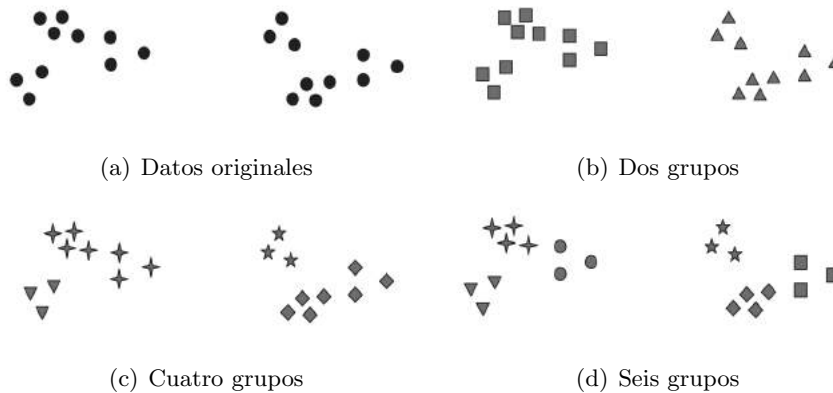 (a) Datos originales
(b) Dos grupos
(c) Cuatro grupos
(d) Seis grupos